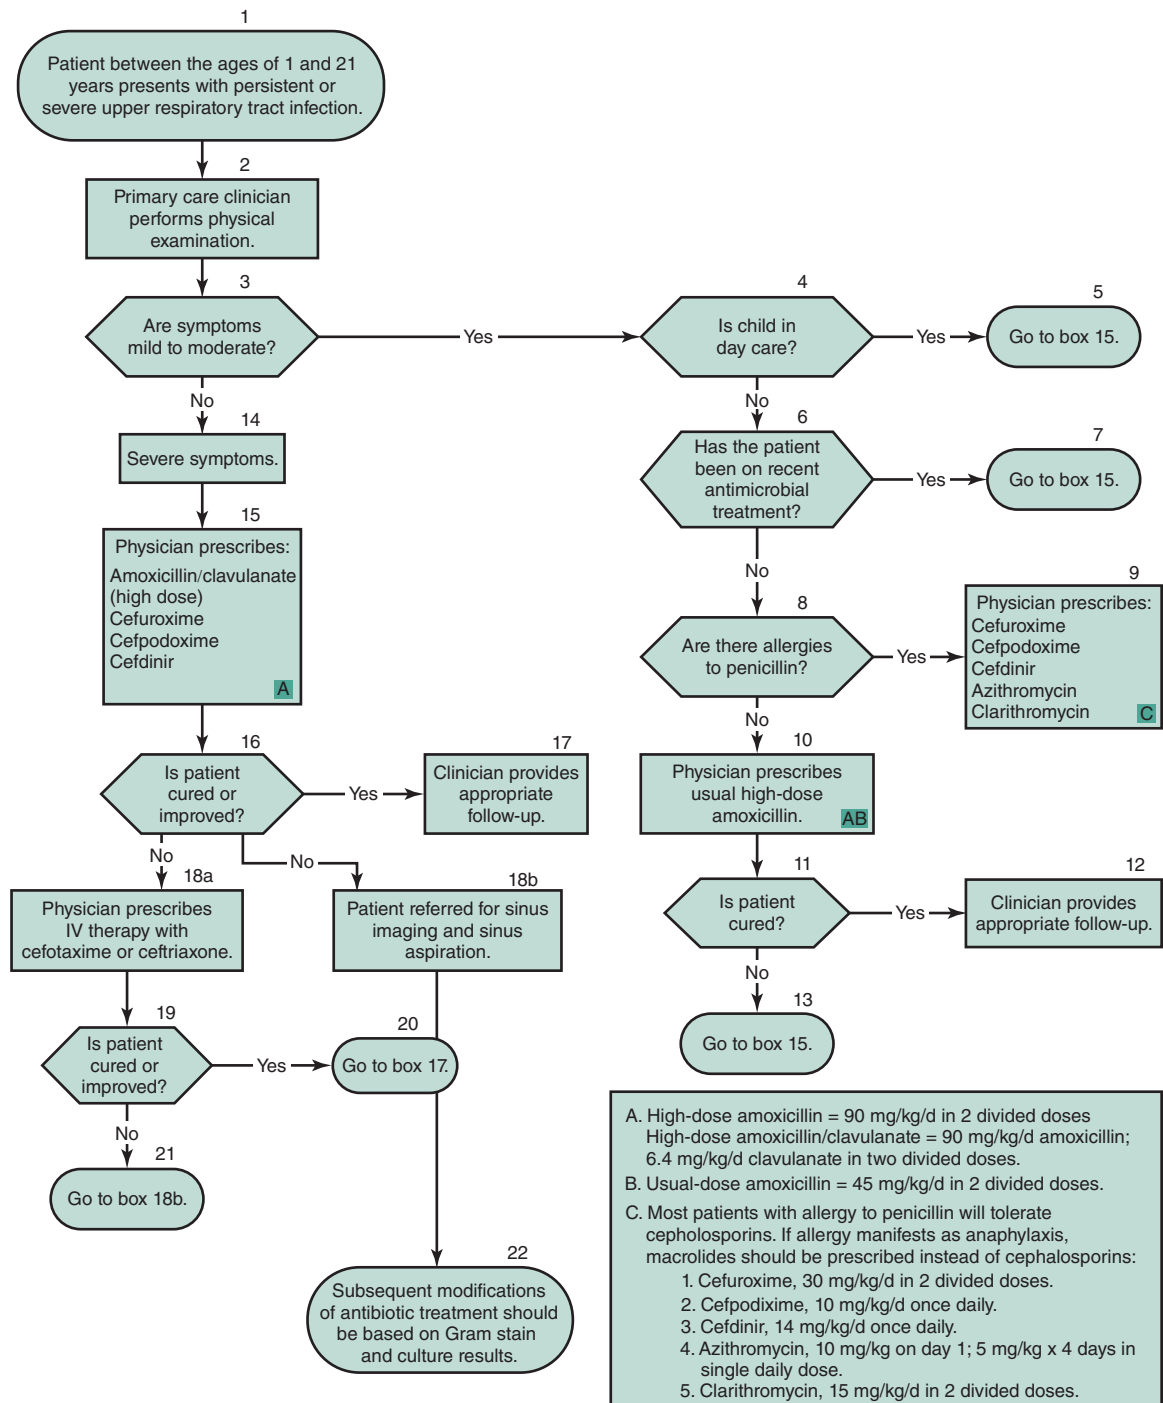 1
Patient between the ages of 1 and 21
years presents with persistent or
severe upper respiratory tract infection.
2
Primary care clinician
performs physical
examination.
3
Are symptoms
mild to moderate?
Yes
4
Is child in
day care?
Yes
5
Go to box 15.
No
No
14
Severe symptoms.
6
Has the patient
been on recent
antimicrobial
treatment?
Yes
7
Go to box 15.
15
Physician prescribes:
Amoxicillin/clavulanate
(high dose)
Cefuroxime
Cefpodoxime
Cefdinir
A
No
8
Are there allergies
to penicillin?
Yes
9
Physician prescribes:
Cefuroxime
Cefpodoxime
Cefdinir
Azithromycin
Clarithromycin
C
No
16
Is patient
cured or
improved?
Yes
17
Clinician provides
appropriate
follow-up.
10
Physician prescribes
usual high-dose
amoxicillin.
AB
No
No
18a
Physician prescribes
IV therapy with
cefotaxime or ceftriaxone.
18b
Patient referred for sinus
imaging and sinus
aspiration.
11
Is patient
cured?
Yes
12
Clinician provides
appropriate follow-up.
No
13
Go to box 15.
19
Is patient
cured or
improved?
Yes
20
Go to box 17.
No
21
Go to box 18b.
22
Subsequent modifications
of antibiotic treatment should
be based on Gram stain
and culture results.
A. High-dose amoxicillin = 90 mg/kg/d in 2 divided doses
High-dose amoxicillin/clavulanate = 90 mg/kg/d amoxicillin;
6.4 mg/kg/d clavulanate in two divided doses.
B. Usual-dose amoxicillin = 45 mg/kg/d in 2 divided doses.
C. Most patients with allergy to penicillin will tolerate
cepholosporins. If allergy manifests as anaphylaxis,
macrolides should be prescribed instead of cephalosporins:
1. Cefuroxime, 30 mg/kg/d in 2 divided doses.
2. Cefpodixime, 10 mg/kg/d once daily.
3. Cefdinir, 14 mg/kg/d once daily.
4. Azithromycin, 10 mg/kg on day 1; 5 mg/kg x 4 days in
single daily dose.
5. Clarithromycin, 15 mg/kg/d in 2 divided doses.